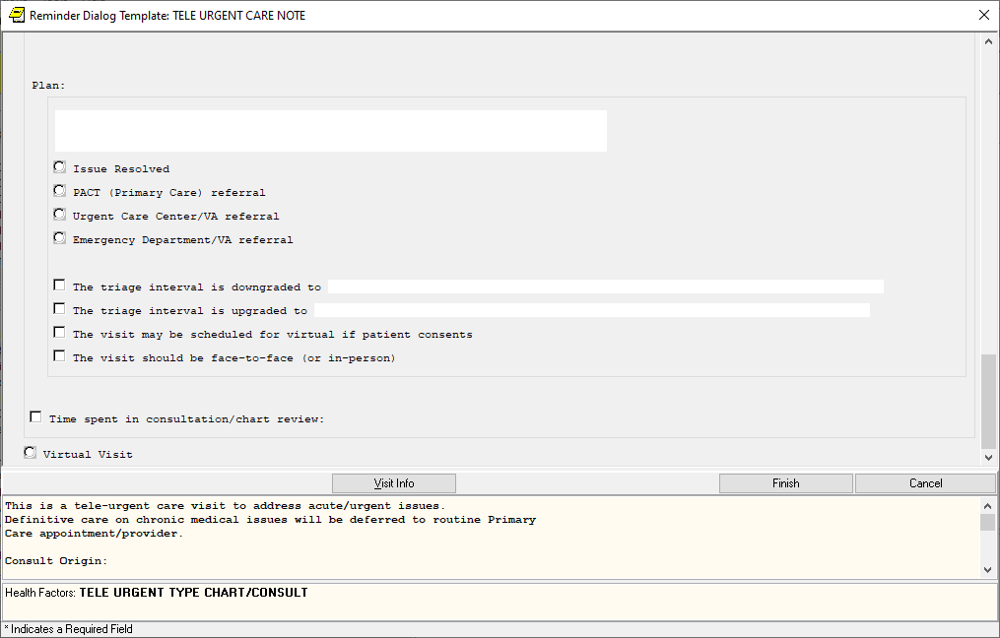 Reminder Dialog Template: TELE URGENT CARE NOTE
Plan:
Issue Resolved
PACT (Primary Care) referral
Urgent Care Center/VA referral
Emergency Department/VA referral
The triage interval is downgraded to
The triage interval is upgraded to
The visit may be scheduled for virtual if patient consents
The visit should be face-to-face (or in-person)
Time spent in consultation/chart review:
Virtual Visit
Visit Info Finish Cancel
This is a tele-urgent care visit to address acute/urgent issues.
Definitive care on chronic medical issues will be deferred to routine Primary
Care appointment/provider.
Consult Origin:
Health Factors: TELE URGENT TYPE CHART/CONSULT
* Indicates a Required Field